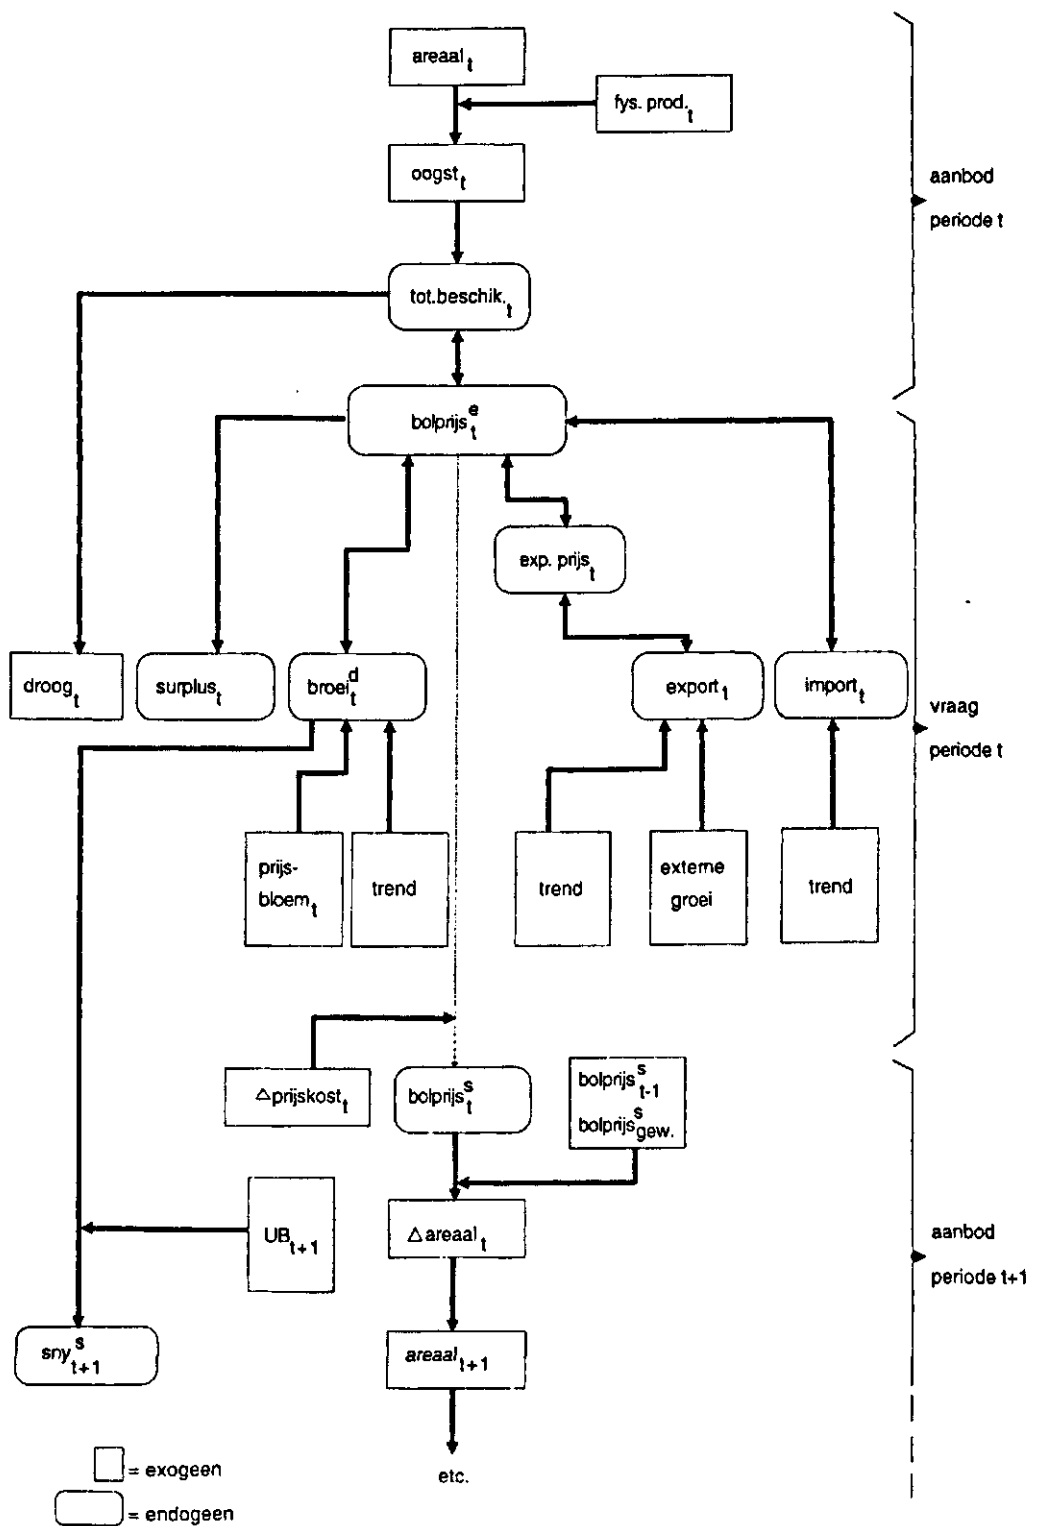 areaal t
fys. prod. t
oogst t
aanbod
periode t
tot.beschik. t
bolprijs e t
exp. prijs t
droog t
surplus t
broei d t
export t
import t
vraag
periode t
prijs-
bloem t
trend
trend
externe
groei
trend
△prijskost t
bolprijs s t
bolprijs s t-1
bolprijs s gew.
UB t+1
△ areaal t
aanbod
periode t+1
sny s t+1
areaal t+1
etc.
= exogeen
= endogeen